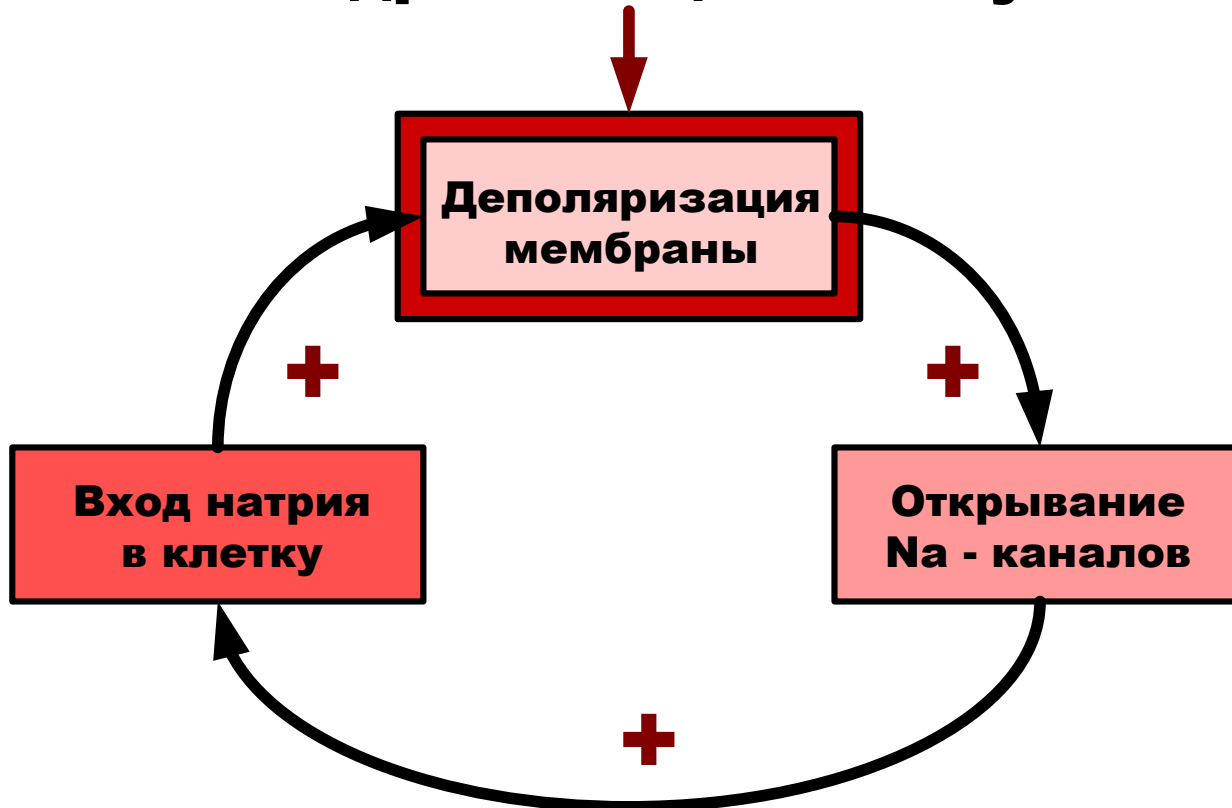 Деполяризация
мембраны
+
+
Вход натрия
в клетку
Открывание
Na - каналов
+